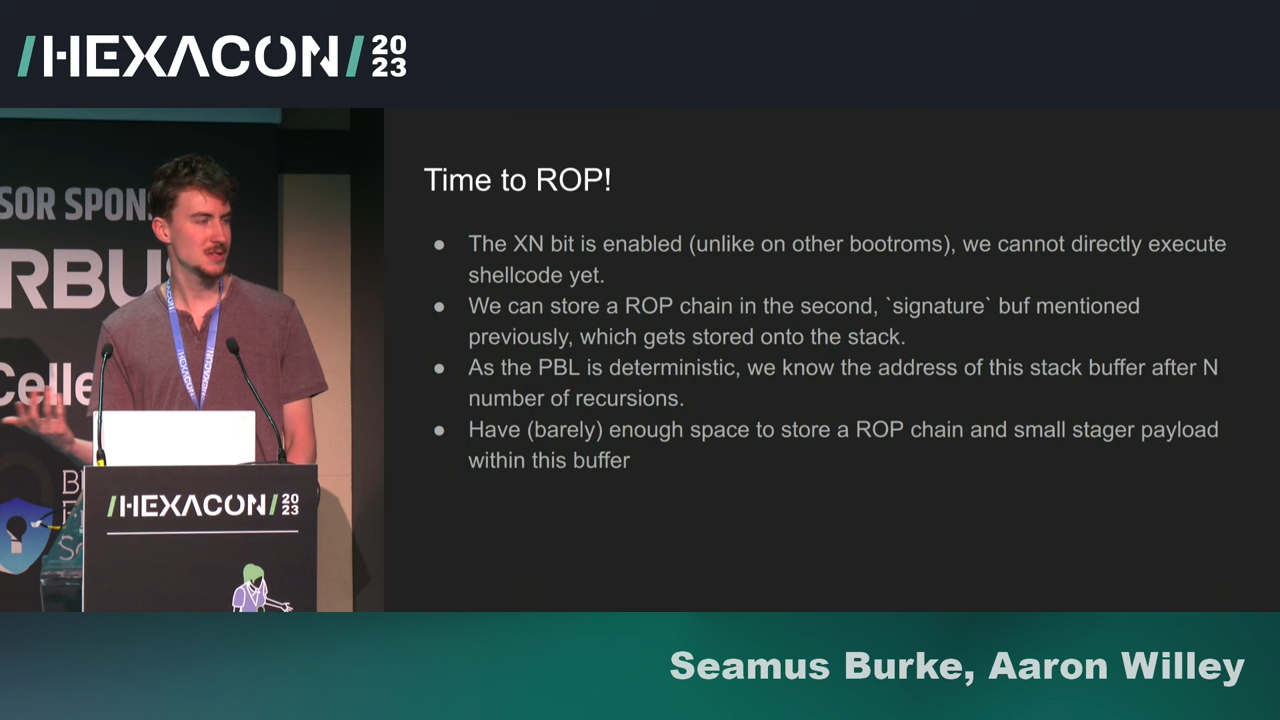 /HEXACON/ 20
23
Time to ROP!
● The XN bit is enabled (unlike on other bootroms), we cannot directly execute
shellcode yet.
● We can store a ROP chain in the second, `signature` buf mentioned
previously, which gets stored onto the stack.
● As the PBL is deterministic, we know the address of this stack buffer after N
number of recursions.
● Have (barely) enough space to store a ROP chain and small stager payload
within this buffer
SOR SPONS
RBUS
Celle
/HEXACON/ 20
23
Seamus Burke, Aaron Willey